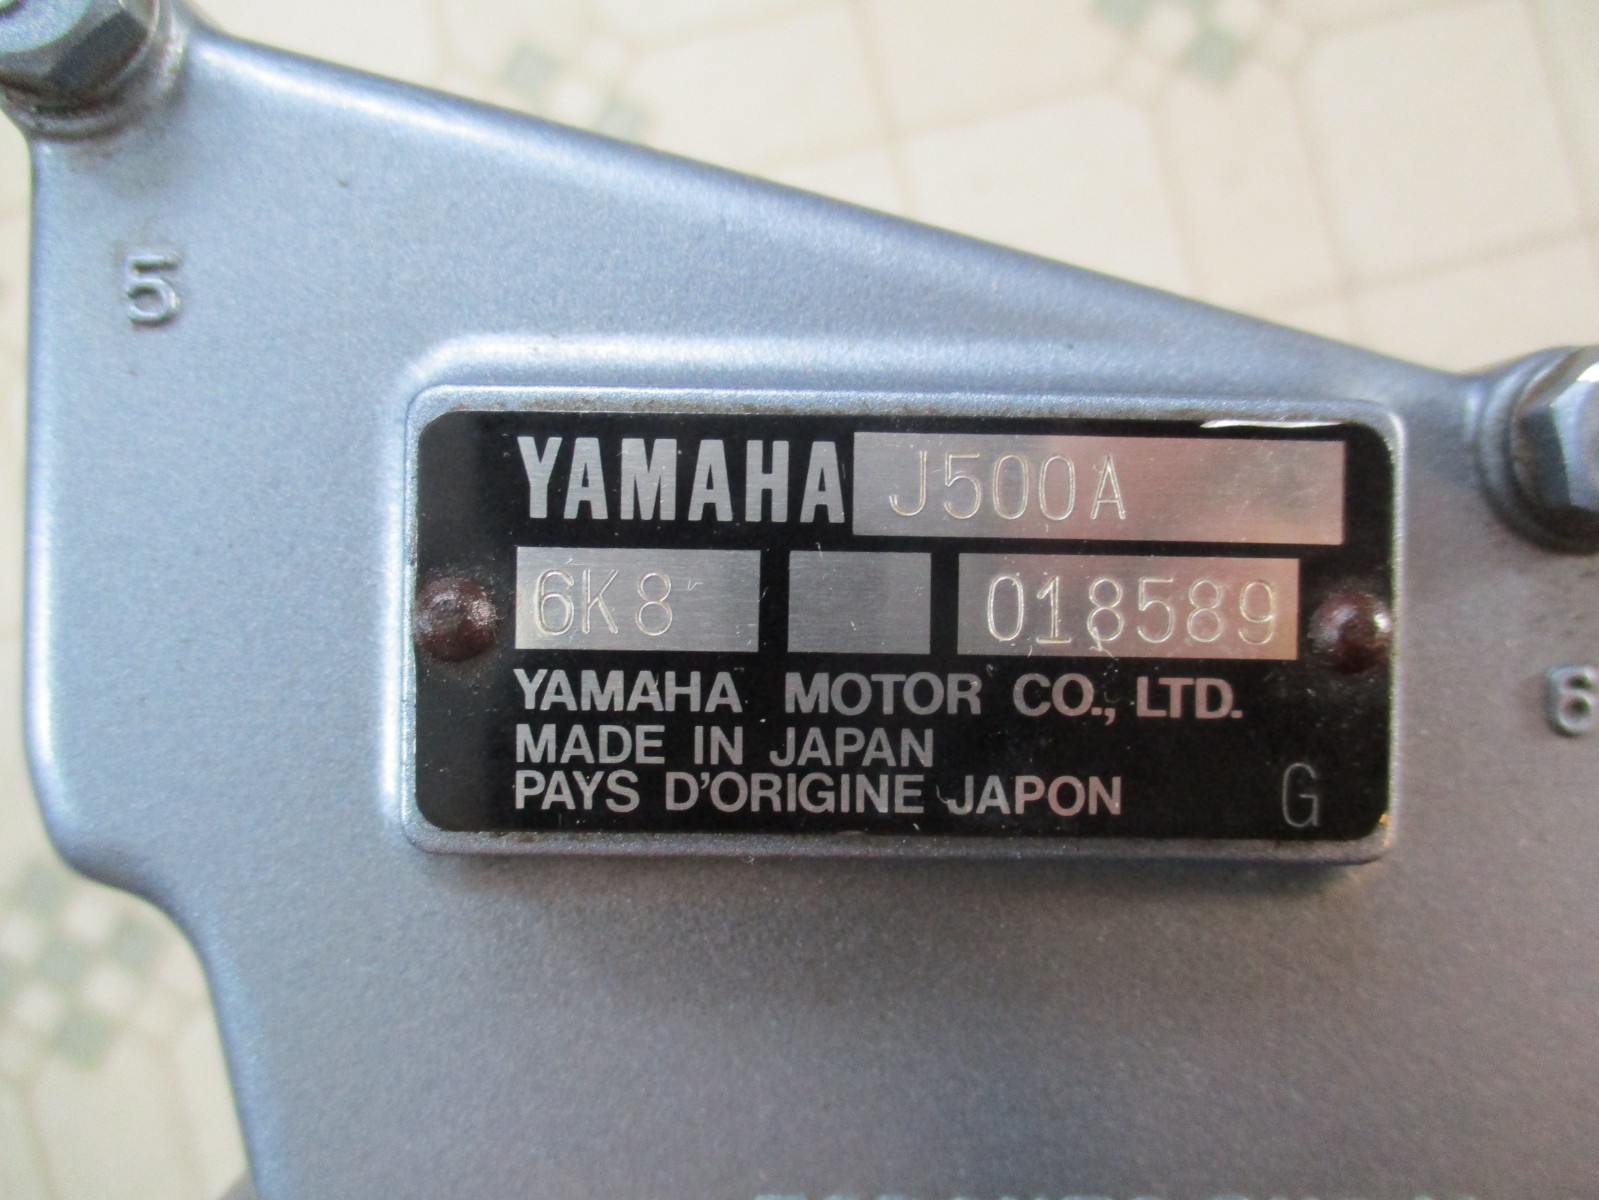 5
YAMAHA J500A
6K8 018589
YAMAHA MOTOR CO., LTD.
MADE IN JAPAN
PAYS D'ORIGINE JAPON G
6